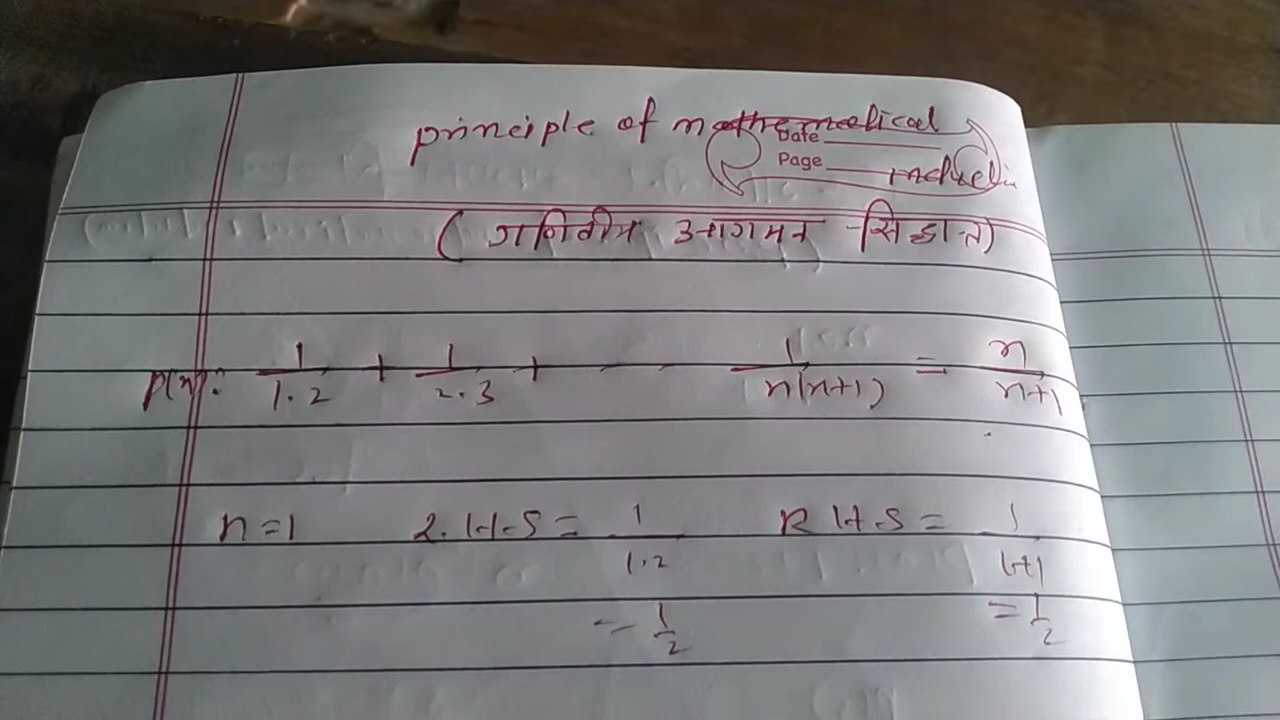 principle of mathematical
Date
Page
inducti
(गणितीय आगमन सिद्धान्त)
P(n): 1/1.2 + 1/2.3 + - - - 1/n(n+1) = n/n+1
n=1 L.H.S = 1/1.2 R.H.S = 1/1+1
= 1/2 = 1/2